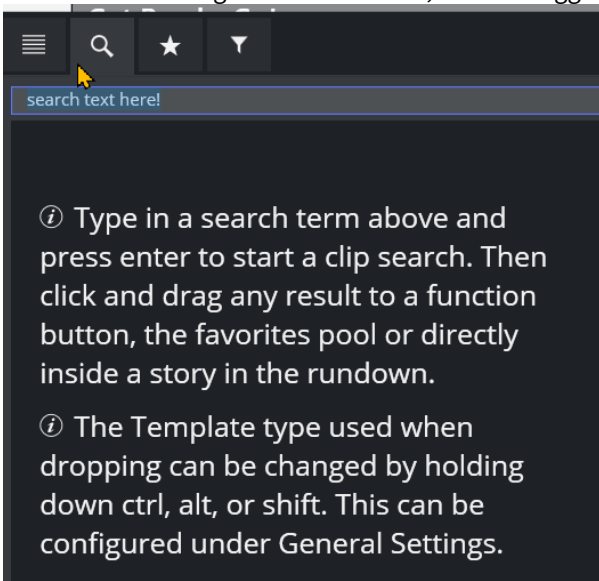 search text here!
ⓘ Type in a search term above and
press enter to start a clip search. Then
click and drag any result to a function
button, the favorites pool or directly
inside a story in the rundown.
ⓘ The Template type used when
dropping can be changed by holding
down ctrl, alt, or shift. This can be
configured under General Settings.